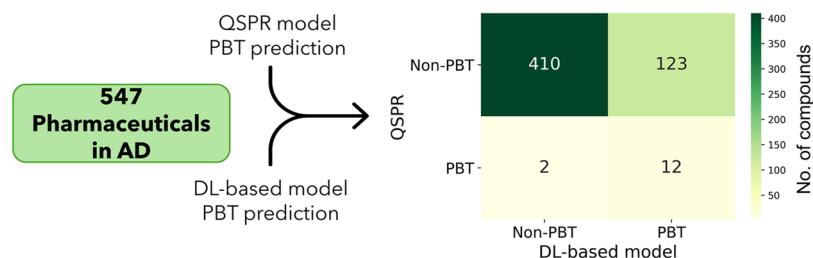 QSPR model
PBT prediction
547
Pharmaceuticals
in AD
DL-based model
PBT prediction
QSPR
Non-PBT
PBT
410
123
2
12
Non-PBT
PBT
DL-based model
400
350
300
250
200
150
100
50
No. of compounds